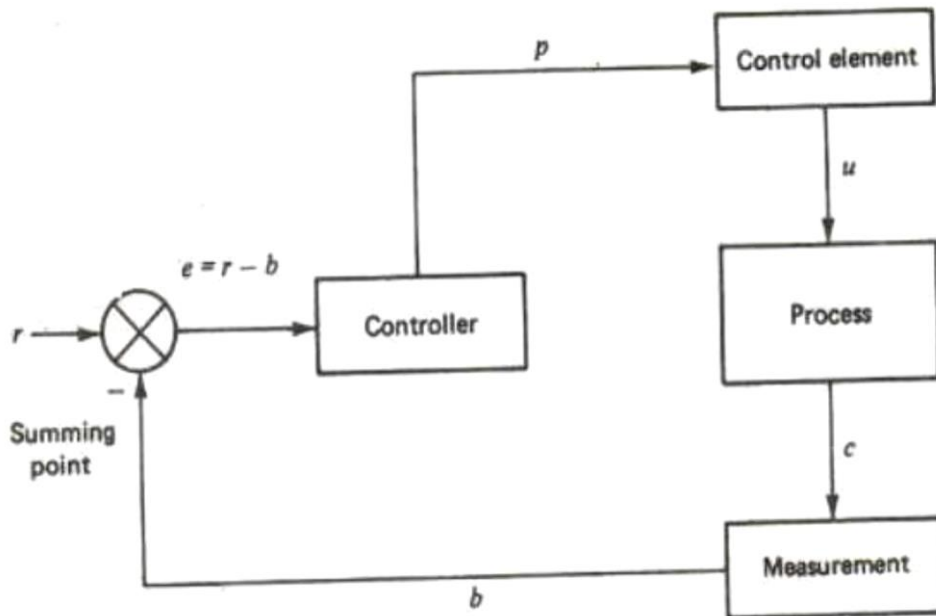 p
Control element
u
e = r − b
Controller
Process
r
−
Summing
point
c
Measurement
b